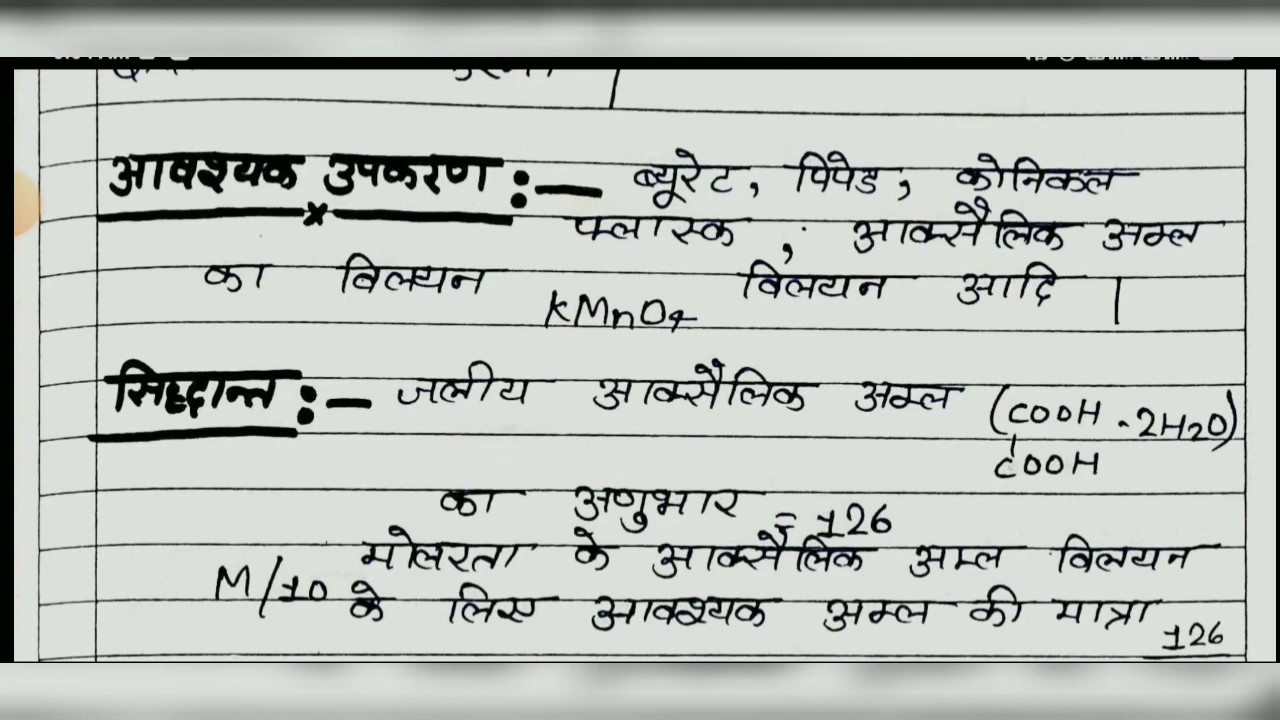 आवश्यक उपकरण :— ब्यूरेट, पिपेड, कोनिकल
फ्लास्क, आक्सैलिक अम्ल
का विलयन KMnO4 विलयन आदि |
सिद्धान्त :— जलीय आक्सैलिक अम्ल (COOH . 2H2O)
COOH
का अणुभार = 126
M/10 मोलरता के आक्सैलिक अम्ल विलयन
के लिए आवश्यक अम्ल की मात्रा 126